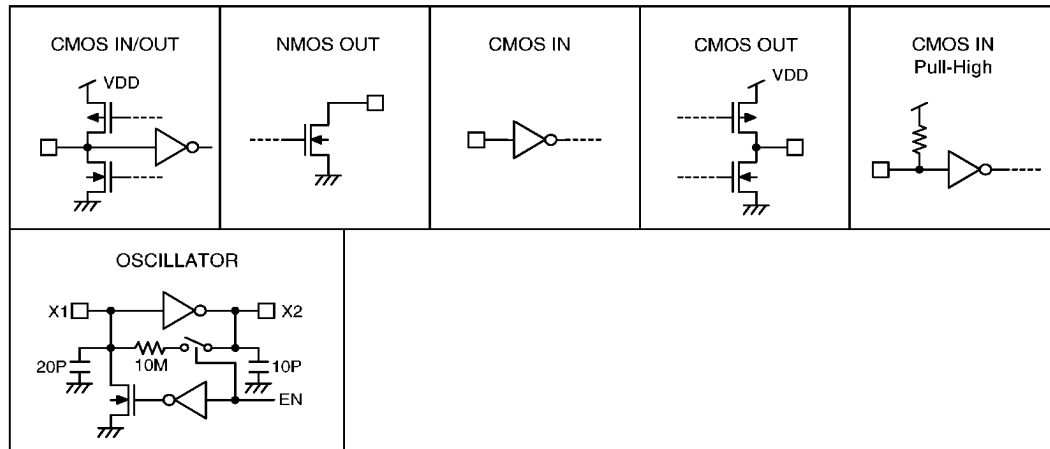 CMOS IN/OUT
VDD
NMOS OUT
CMOS IN
CMOS OUT
VDD
CMOS IN
Pull-High
OSCILLATOR
X1
X2
20P
10M
10P
EN